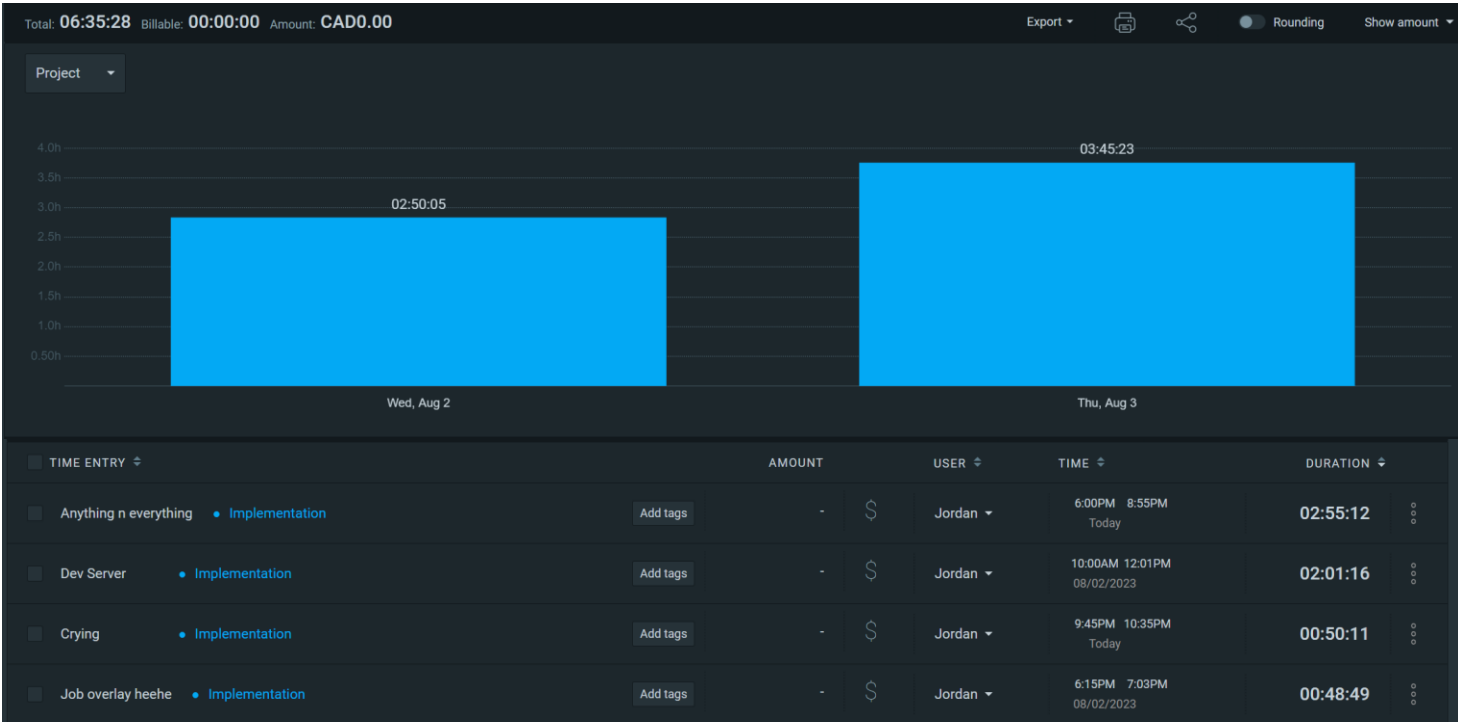 Total: 06:35:28 Billable: 00:00:00 Amount: CAD0.00 Export Rounding Show amount
Project
4.0h
03:45:23
3.5h
3.0h
02:50:05
2.5h
2.0h
1.5h
1.0h
0.50h
Wed, Aug 2 Thu, Aug 3
TIME ENTRY AMOUNT USER TIME DURATION
Anything n everything • Implementation Add tags - $ Jordan 6:00PM 8:55PM 02:55:12
Today
Dev Server • Implementation Add tags - $ Jordan 10:00AM 12:01PM 02:01:16
08/02/2023
Crying • Implementation Add tags - $ Jordan 9:45PM 10:35PM 00:50:11
Today
Job overlay heehe • Implementation Add tags - $ Jordan 6:15PM 7:03PM 00:48:49
08/02/2023